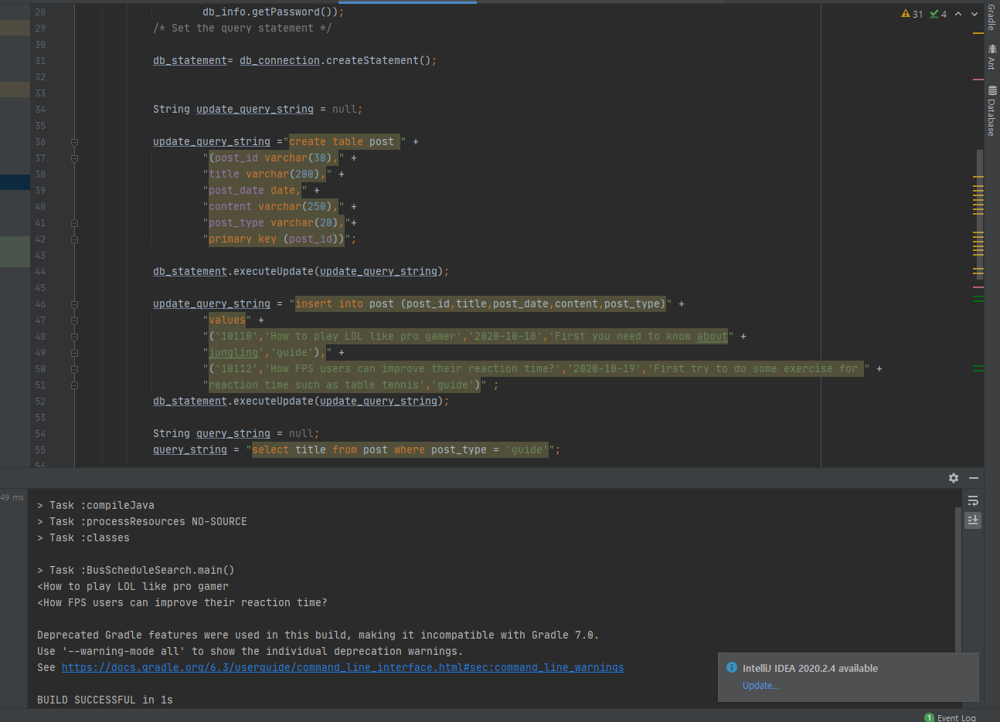 28 db_info.getPassword());
29 /* Set the query statement */
30
31 db_statement= db_connection.createStatement();
32
33
34 String update_query_string = null;
35
36 update_query_string ="create table post " +
37 "(post_id varchar(30)," +
38 "title varchar(200)," +
39 "post_date date," +
40 "content varchar(250)," +
41 "post_type varchar(20),"+
42 "primary key (post_id))";
43
44 db_statement.executeUpdate(update_query_string);
45
46 update_query_string = "insert into post (post_id,title,post_date,content,post_type)" +
47 "values" +
48 "('10110','How to play LOL like pro gamer','2020-10-18','First you need to know about" +
49 "jungling','guide')," +
50 "('10112','How FPS users can improve their reaction time?','2020-10-19','First try to do some exercise for " +
51 "reaction time such as table tennis','guide')" ;
52 db_statement.executeUpdate(update_query_string);
53
54 String query_string = null;
55 query_string = "select title from post where post_type = 'guide'";
56
31 4
Gradle
Ant
Database
49 ms
> Task :compileJava
> Task :processResources NO-SOURCE
> Task :classes
> Task :BusScheduleSearch.main()
<How to play LOL like pro gamer
<How FPS users can improve their reaction time?
Deprecated Gradle features were used in this build, making it incompatible with Gradle 7.0.
Use '--warning-mode all' to show the individual deprecation warnings.
See https://docs.gradle.org/6.3/userguide/command_line_interface.html#sec:command_line_warnings
BUILD SUCCESSFUL in 1s
IntelliJ IDEA 2020.2.4 available
Update...
1 Event Log